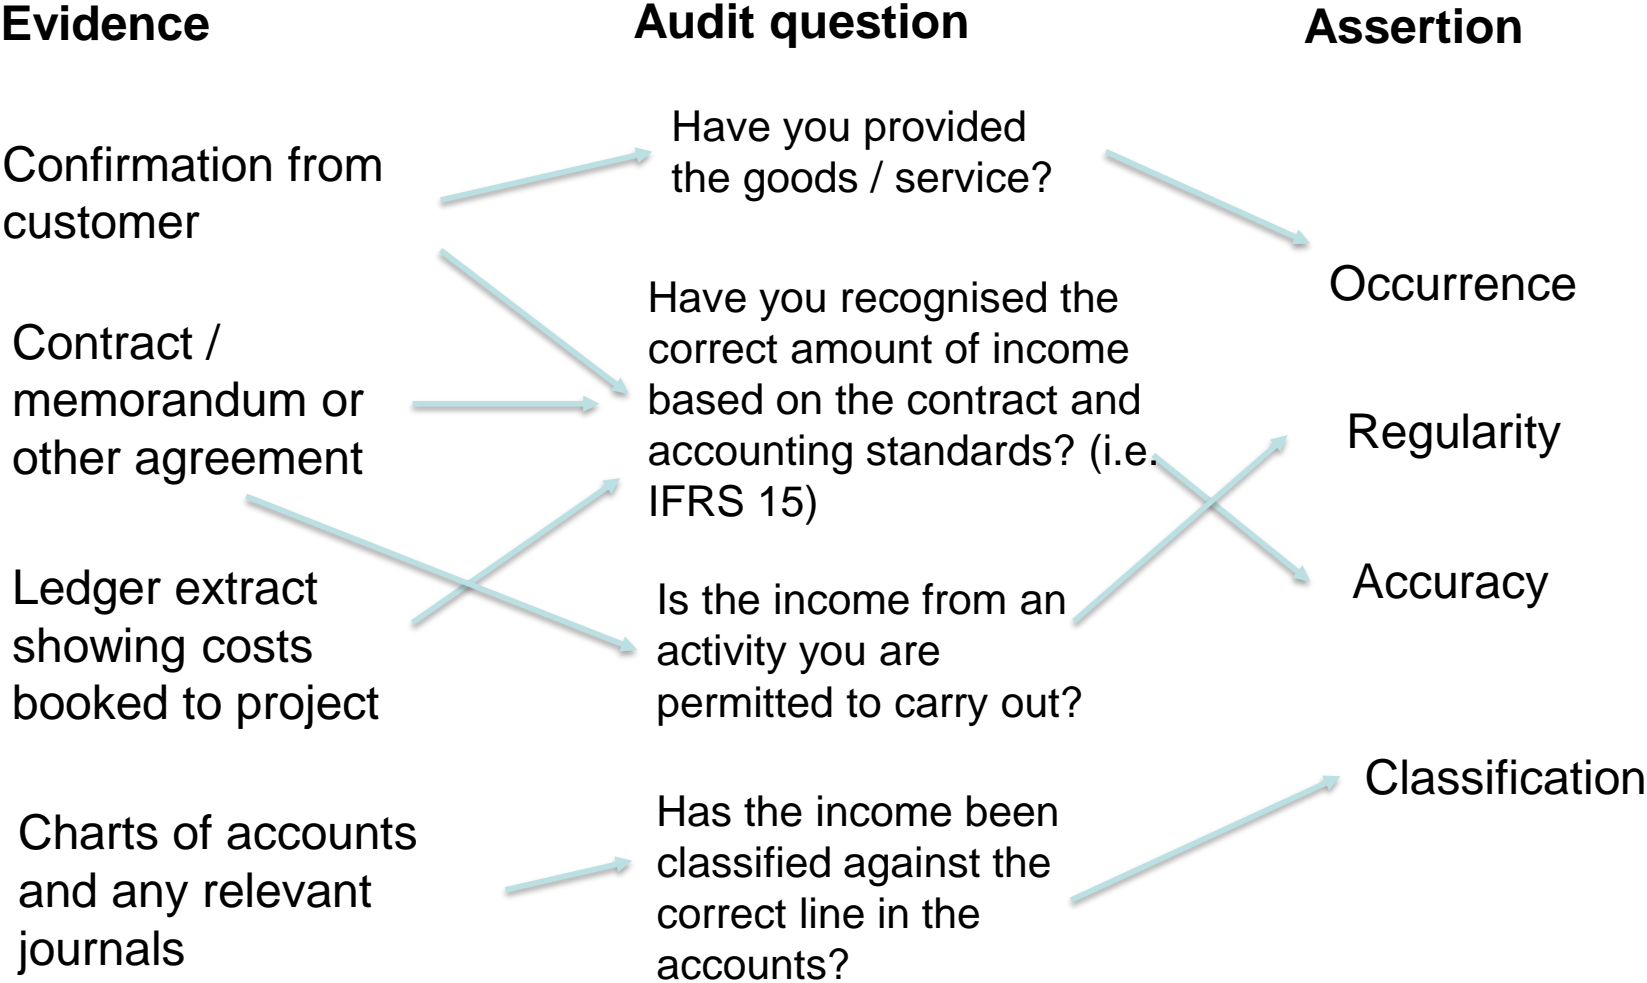 Evidence
Audit question
Assertion
Confirmation from
customer
Contract /
memorandum or
other agreement
Ledger extract
showing costs
booked to project
Charts of accounts
and any relevant
journals
Have you provided
the goods / service?
Have you recognised the
correct amount of income
based on the contract and
accounting standards? (i.e.
IFRS 15)
Is the income from an
activity you are
permitted to carry out?
Has the income been
classified against the
correct line in the
accounts?
Occurrence
Regularity
Accuracy
Classification